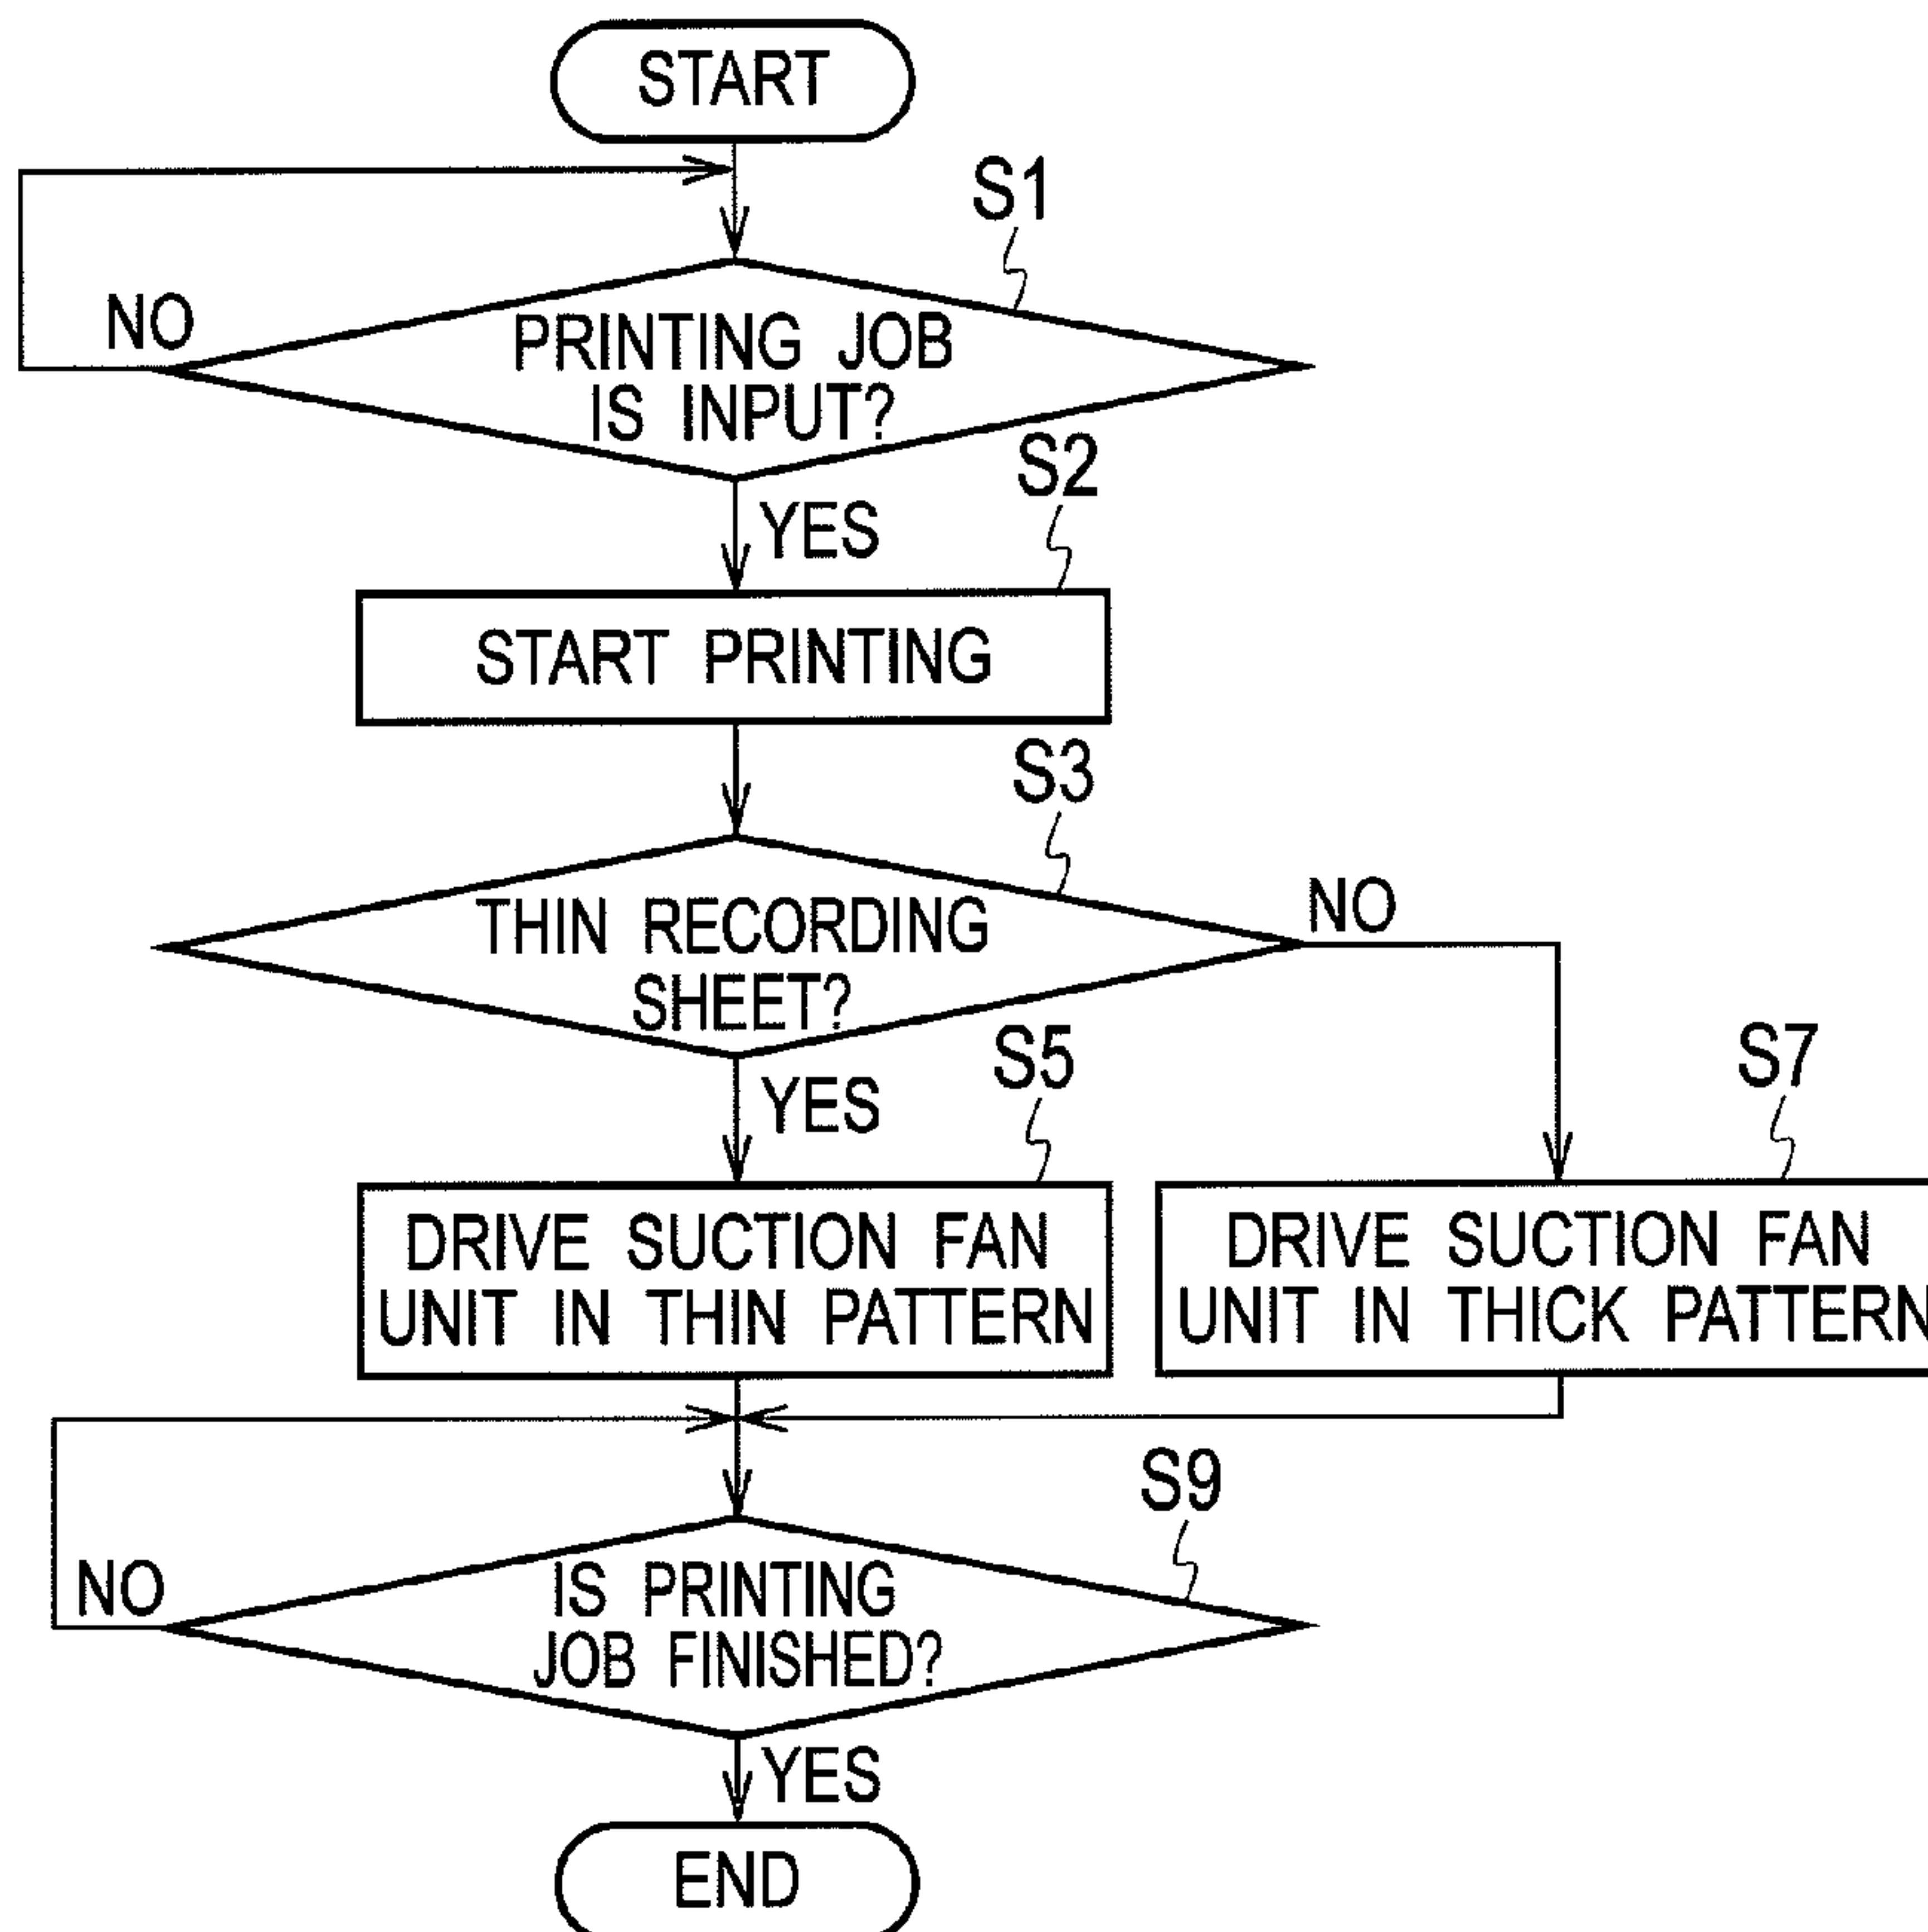 START
S1
NO
PRINTING JOB
IS INPUT?
S2
YES
START PRINTING
S3
THIN RECORDING
SHEET?
NO
S5
S7
YES
DRIVE SUCTION FAN
UNIT IN THIN PATTERN
DRIVE SUCTION FAN
UNIT IN THICK PATTERN
S9
NO
IS PRINTING
JOB FINISHED?
YES
END